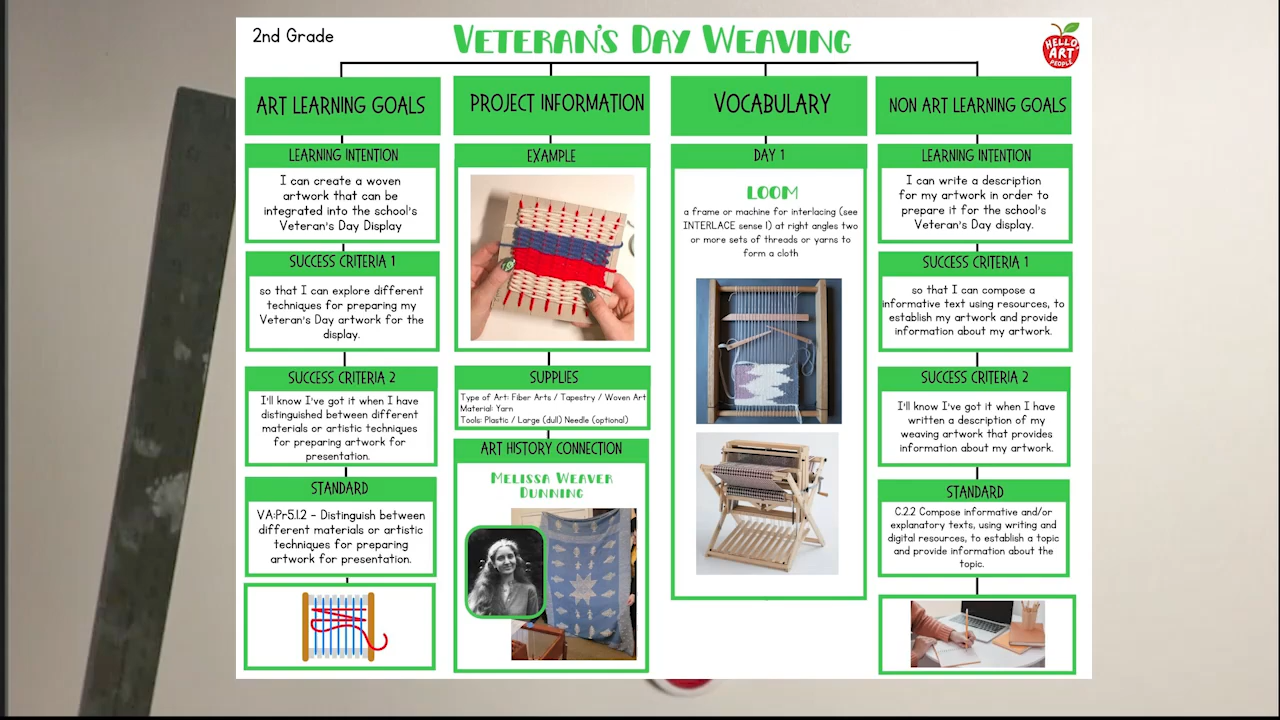 2nd Grade
VETERAN'S DAY WEAVING
HELLO,
ART
PEOPLE
ART LEARNING GOALS
LEARNING INTENTION
I can create a woven
artwork that can be
integrated into the school's
Veteran's Day Display
SUCCESS CRITERIA 1
so that I can explore different
techniques for preparing my
Veteran's Day artwork for the
display.
SUCCESS CRITERIA 2
I'll know I've got it when I have
distinguished between different
materials or artistic techniques
for preparing artwork for
presentation.
STANDARD
VA:Pr5.1.2 - Distinguish between
different materials or artistic
techniques for preparing
artwork for presentation.
PROJECT INFORMATION
EXAMPLE
SUPPLIES
Type of Art: Fiber Arts / Tapestry / Woven Art
Material: Yarn
Tools: Plastic / Large (dull) Needle (optional)
ART HISTORY CONNECTION
MELISSA WEAVER
DUNNING
VOCABULARY
DAY 1
LOOM
a frame or machine for interlacing (see
INTERLACE sense 1) at right angles two
or more sets of threads or yarns to
form a cloth
NON ART LEARNING GOALS
LEARNING INTENTION
I can write a description
for my artwork in order to
prepare it for the school's
Veteran's Day display.
SUCCESS CRITERIA 1
so that I can compose a
informative text using resources, to
establish my artwork and provide
information about my artwork.
SUCCESS CRITERIA 2
I'll know I've got it when I have
written a description of my
weaving artwork that provides
information about my artwork.
STANDARD
C.2.2 Compose informative and/or
explanatory texts, using writing and
digital resources, to establish a topic
and provide information about the
topic.